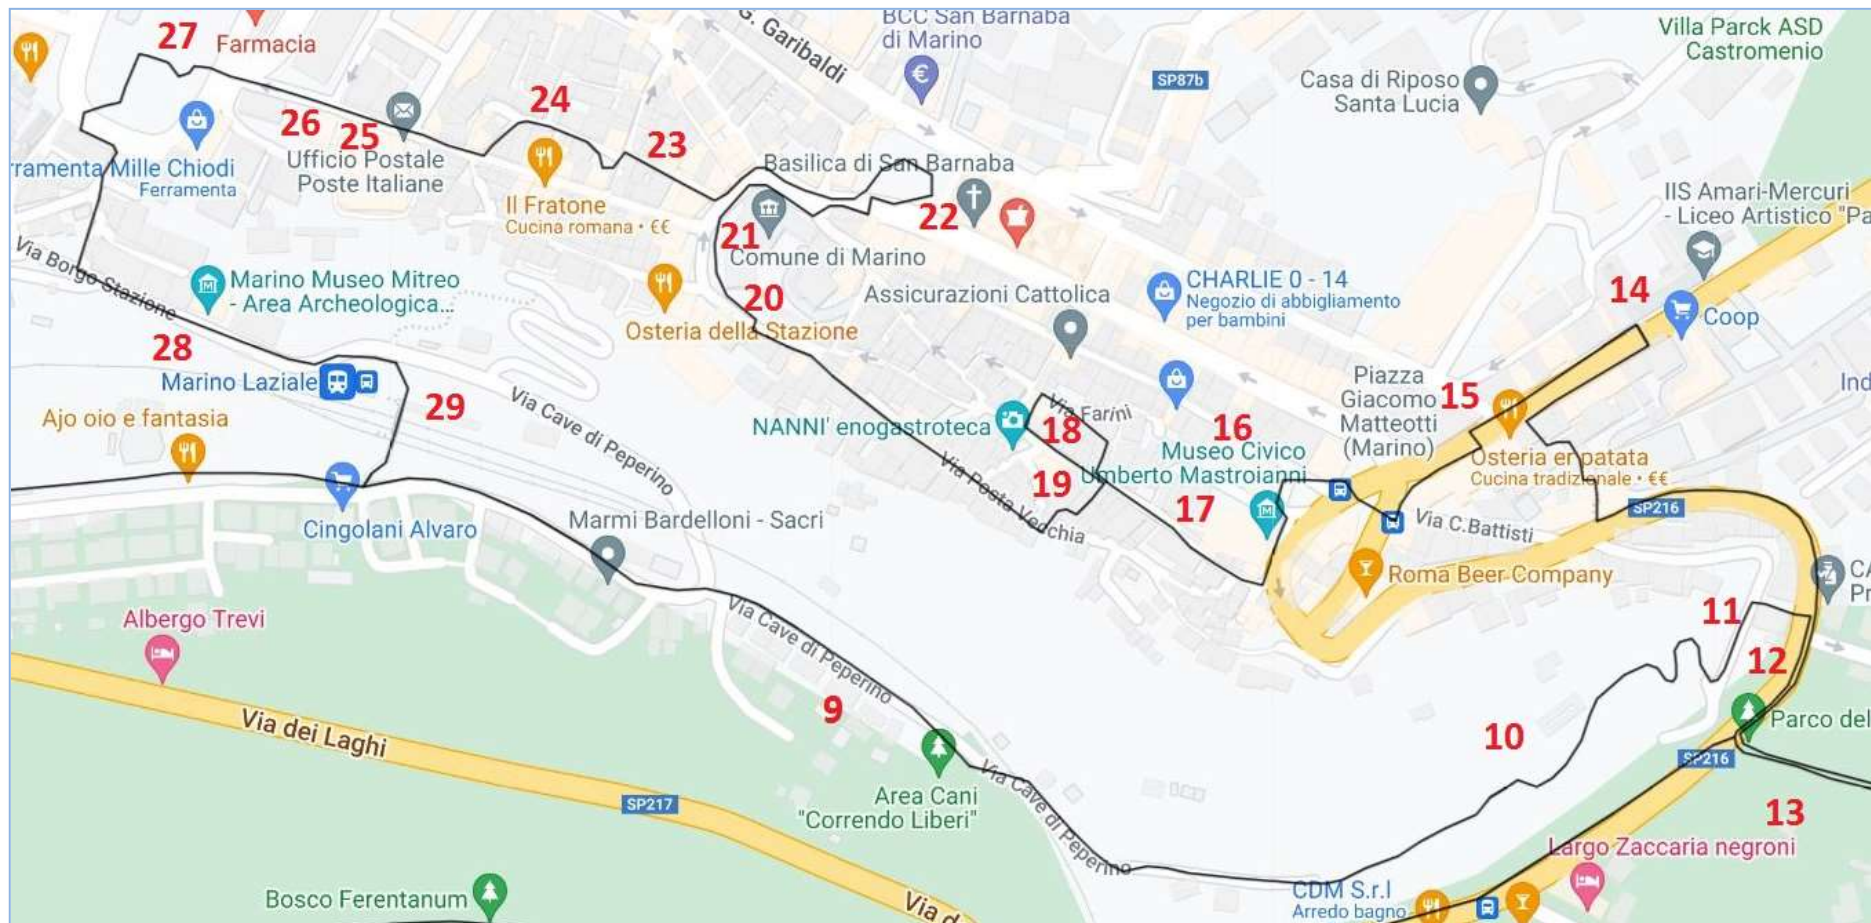 27
Farmacia
G. Garibaldi
BCC San Barnaba
di Marino
€
Villa Parck ASD
Castromenio
SP87b
Casa di Riposo
Santa Lucia
24
26
25
23
Ufficio Postale
Poste Italiane
rramenta Mille Chiodi
Ferramenta
Basilica di San Barnaba
Il Fratone
Cucina romana • €€
22
21
Comune di Marino
IIS Amari-Mercuri
- Liceo Artistico "Pa
Via Borgo Stazione
Marino Museo Mitreo
- Area Archeologica...
20
Osteria della Stazione
Assicurazioni Cattolica
CHARLIE 0 - 14
Negozio di abbigliamento
per bambini
14
Coop
28
Marino Laziale
29
Ajo oio e fantasia
Via Cave di Peperino
NANNI' enogastroteca
Via Farini
18
16
Museo Civico
Umberto Mastroianni
Piazza
Giacomo
Matteotti
(Marino)
15
Ind
Osteria er patata
Cucina tradizionale • €€
Via Posta Vecchia
19
17
SP216
Via C.Battisti
Cingolani Alvaro
Marmi Bardelloni - Sacri
Roma Beer Company
CA
Pr
Albergo Trevi
Via Cave di Peperino
11
12
9
Via dei Laghi
10
Parco del
SP216
SP217
Area Cani
"Correndo Liberi"
Via Cave di Peperino
13
Largo Zaccaria negroni
Bosco Ferentanum
Via d
CDM S.r.l
Arredo bagno